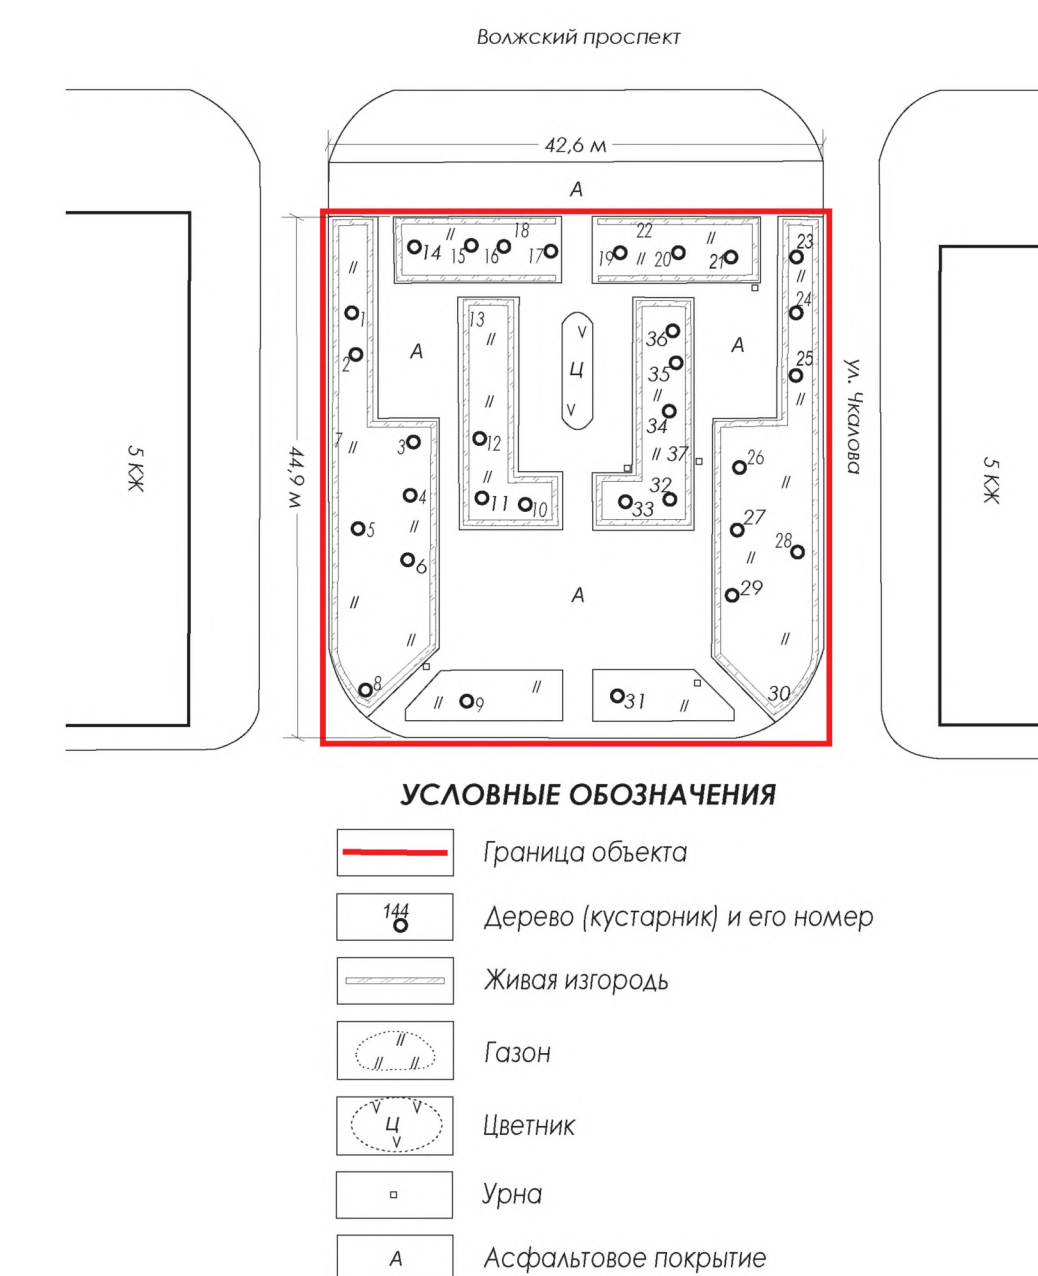 Волжский проспект
42,6 м
А
18
22
23
14
15
16
17
19
20
21
24
1
13
36
2
А
Ц
35
А
25
ул. Чкалова
34
7
3
12
37
26
5 КЖ
44,9 м
5 КЖ
4
11
10
33
32
5
27
28
6
А
29
8
9
31
30
УСЛОВНЫЕ ОБОЗНАЧЕНИЯ
Граница объекта
144
Дерево (кустарник) и его номер
Живая изгородь
Газон
Ц
Цветник
Урна
А
Асфальтовое покрытие